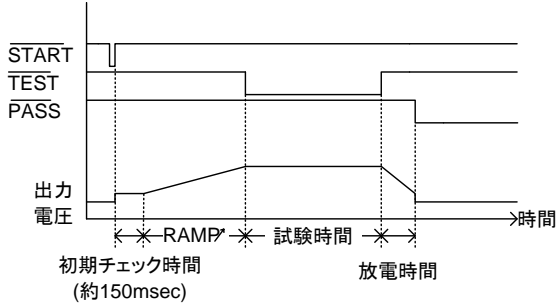 START
TEST
PASS
出力
電圧
時間
RAMP↗ 試験時間
初期チェック時間
(約150msec)
放電時間